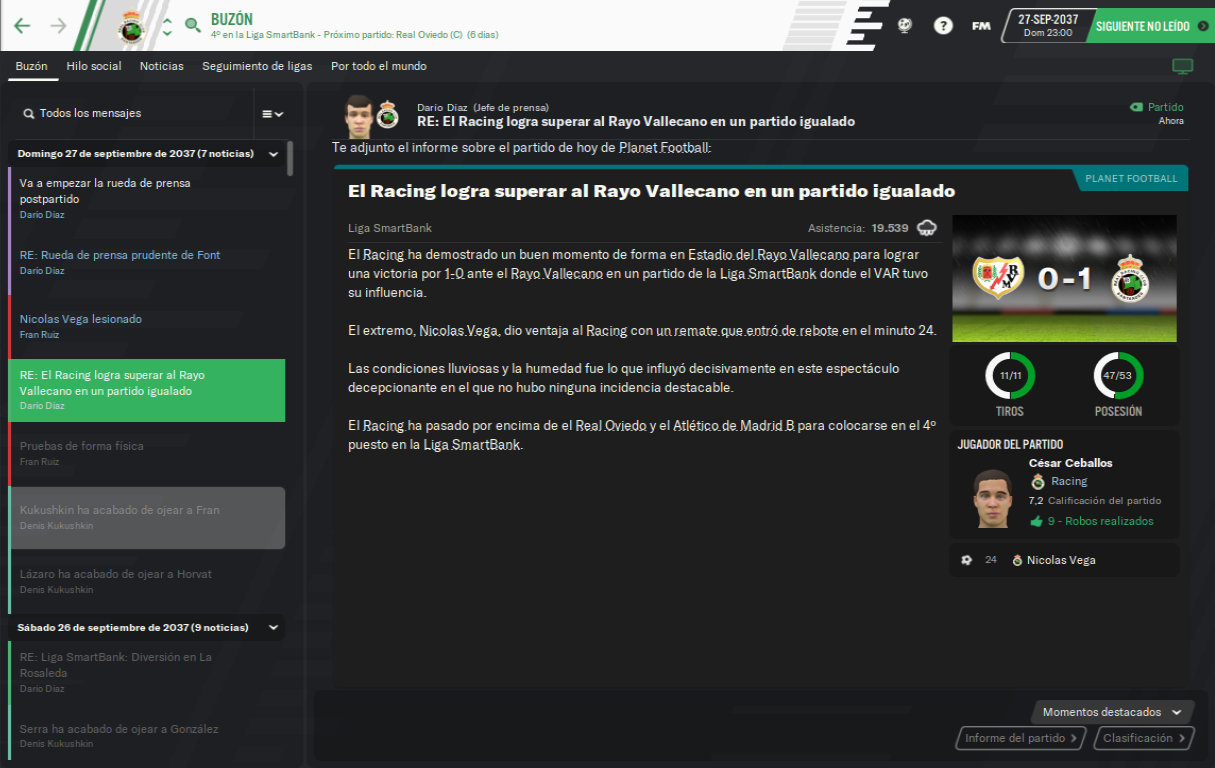 BUZÓN
4º en la Liga SmartBank - Próximo partido: Real Oviedo (C) (6 días)
?
FM
27-SEP-2037
Dom 23:00
SIGUIENTE NO LEÍDO
Buzón
Hilo social
Noticias
Seguimiento de ligas
Por todo el mundo
Todos los mensajes
Domingo 27 de septiembre de 2037 (7 noticias)
Va a empezar la rueda de prensa
postpartido
Darío Díaz
RE: Rueda de prensa prudente de Font
Darío Díaz
Nicolas Vega lesionado
Fran Ruiz
RE: El Racing logra superar al Rayo
Vallecano en un partido igualado
Darío Díaz
Pruebas de forma física
Fran Ruiz
Kukushkin ha acabado de ojear a Fran
Denis Kukushkin
Lázaro ha acabado de ojear a Horvat
Denis Kukushkin
Sábado 26 de septiembre de 2037 (9 noticias)
RE: Liga SmartBank: Diversión en La
Rosaleda
Darío Díaz
Serra ha acabado de ojear a González
Denis Kukushkin
Darío Díaz (Jefe de prensa)
RE: El Racing logra superar al Rayo Vallecano en un partido igualado
Partido
Ahora
Te adjunto el informe sobre el partido de hoy de Planet Football:
PLANET FOOTBALL
El Racing logra superar al Rayo Vallecano en un partido igualado
Liga SmartBank
Asistencia: 19.539
El Racing ha demostrado un buen momento de forma en Estadio del Rayo Vallecano para lograr
una victoria por 1-0 ante el Rayo Vallecano en un partido de la Liga SmartBank donde el VAR tuvo
su influencia.
El extremo, Nicolas Vega, dio ventaja al Racing con un remate que entró de rebote en el minuto 24.
Las condiciones lluviosas y la humedad fue lo que influyó decisivamente en este espectáculo
decepcionante en el que no hubo ninguna incidencia destacable.
El Racing ha pasado por encima de el Real Oviedo y el Atlético de Madrid B para colocarse en el 4º
puesto en la Liga SmartBank.
0 - 1
11/11
TIROS
47/53
POSESIÓN
JUGADOR DEL PARTIDO
César Ceballos
Racing
7,2 Calificación del partido
9 - Robos realizados
24 Nicolas Vega
Momentos destacados
Informe del partido
Clasificación